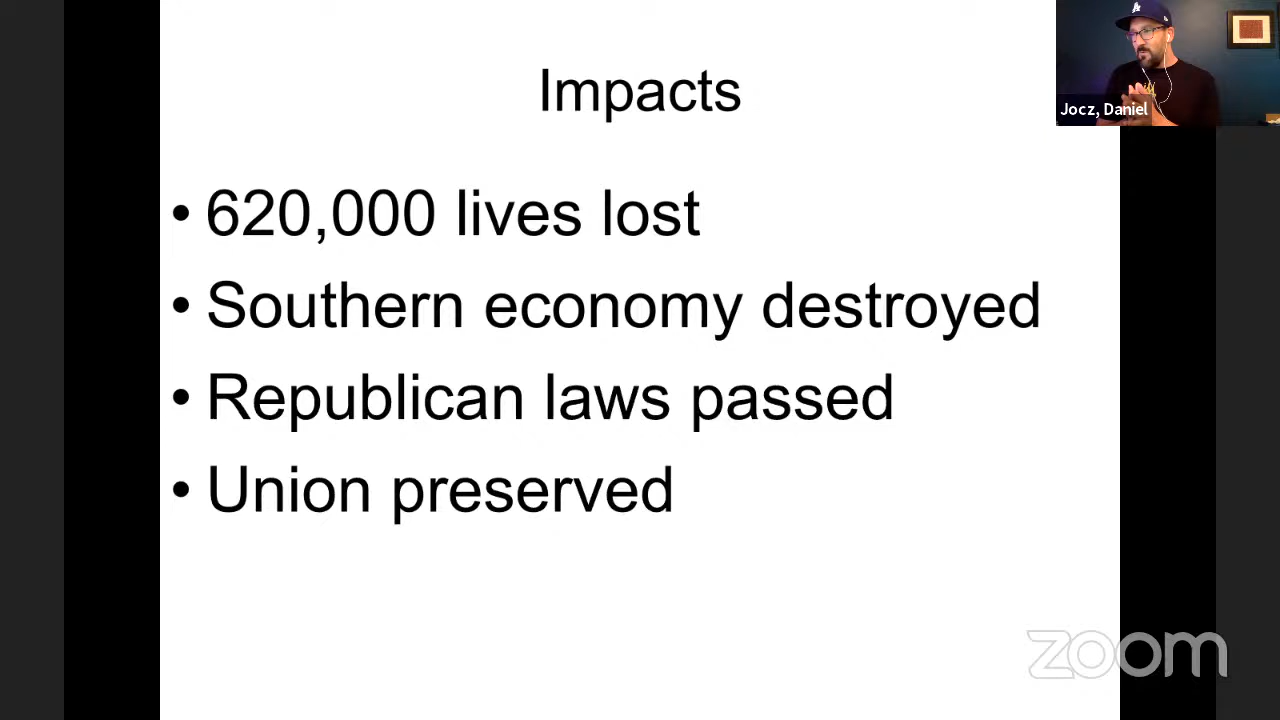 Impacts
Jocz, Daniel
• 620,000 lives lost
• Southern economy destroyed
• Republican laws passed
• Union preserved
zoom